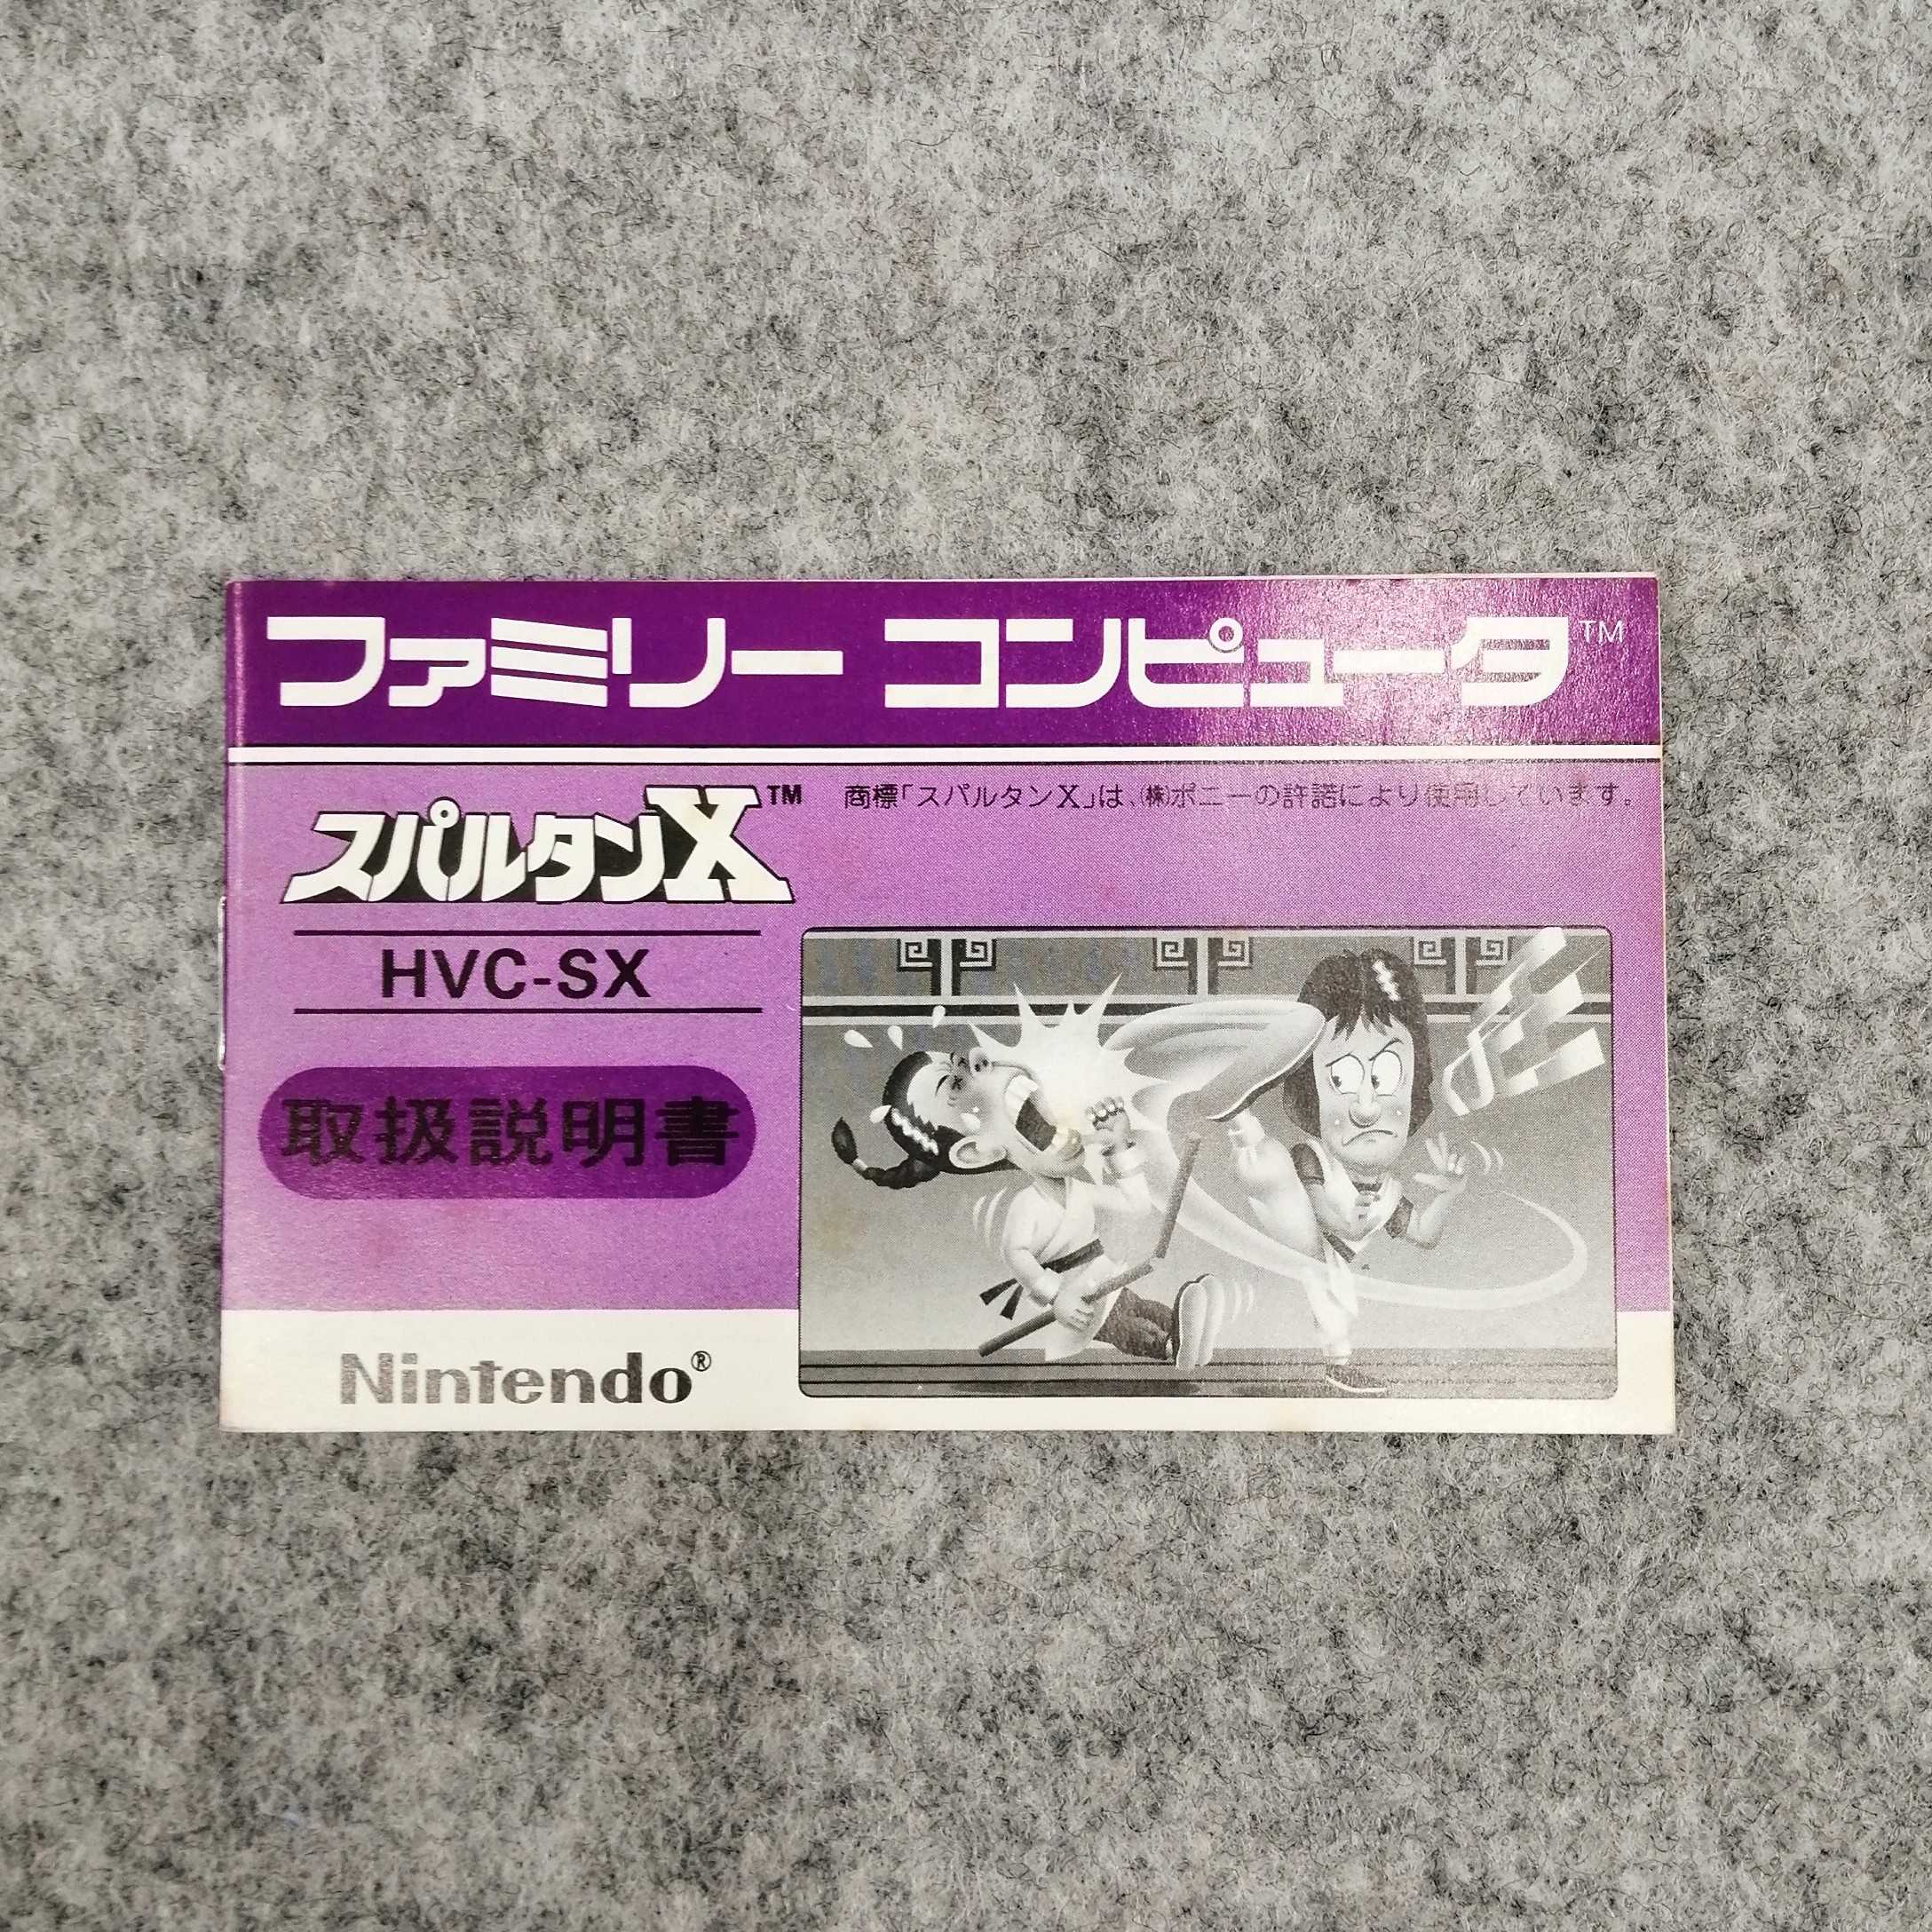 ファミリー コンピュータ™
スパルタンX™
商標「スパルタンX」は、㈱ポニーの許諾により使用しています。
HVC-SX
取扱説明書
Nintendo®